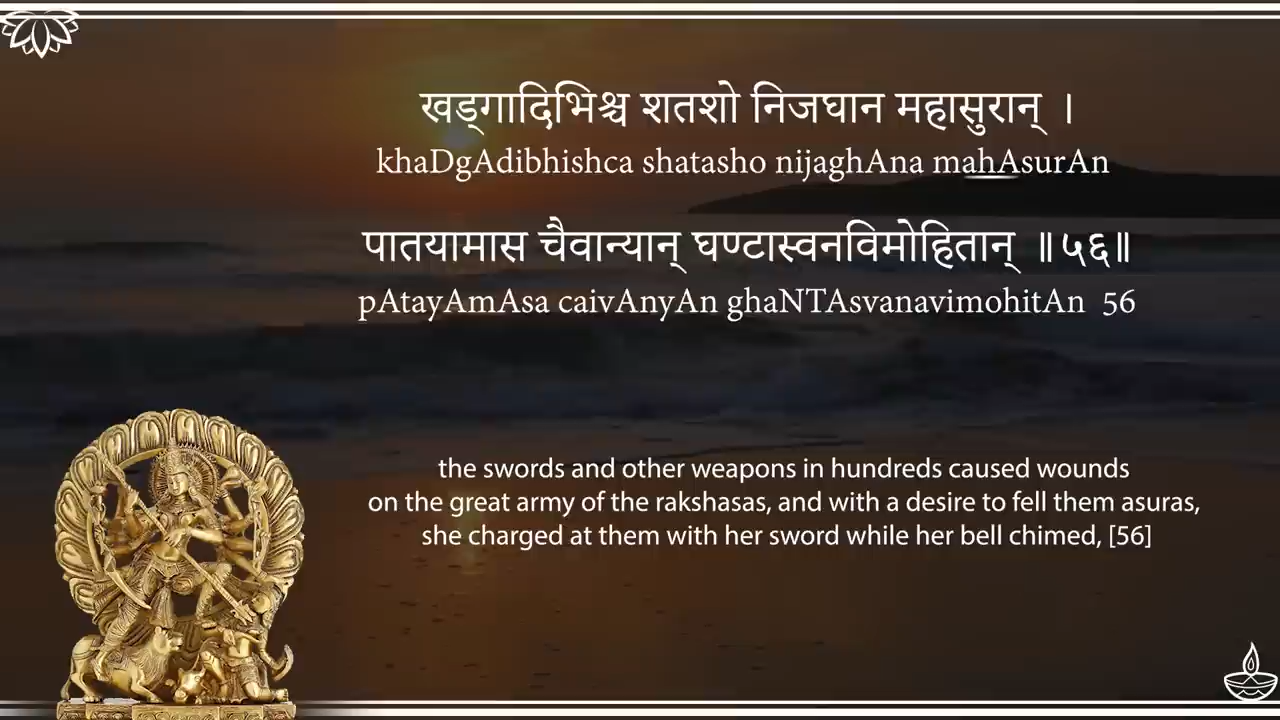 खड्गादिभिश्च शतशो निजघान महासुरान् ।
khaDgAdibhishca shatasho nijaghAna mahAsurAn
पातयामास चैवान्यान् घण्टास्वनविमोहितान् ॥५६॥
pAtayAmAsa caivAnyAn ghaNTAsvanavimohitAn 56
the swords and other weapons in hundreds caused wounds
on the great army of the rakshasas, and with a desire to fell them asuras,
she charged at them with her sword while her bell chimed, [56]